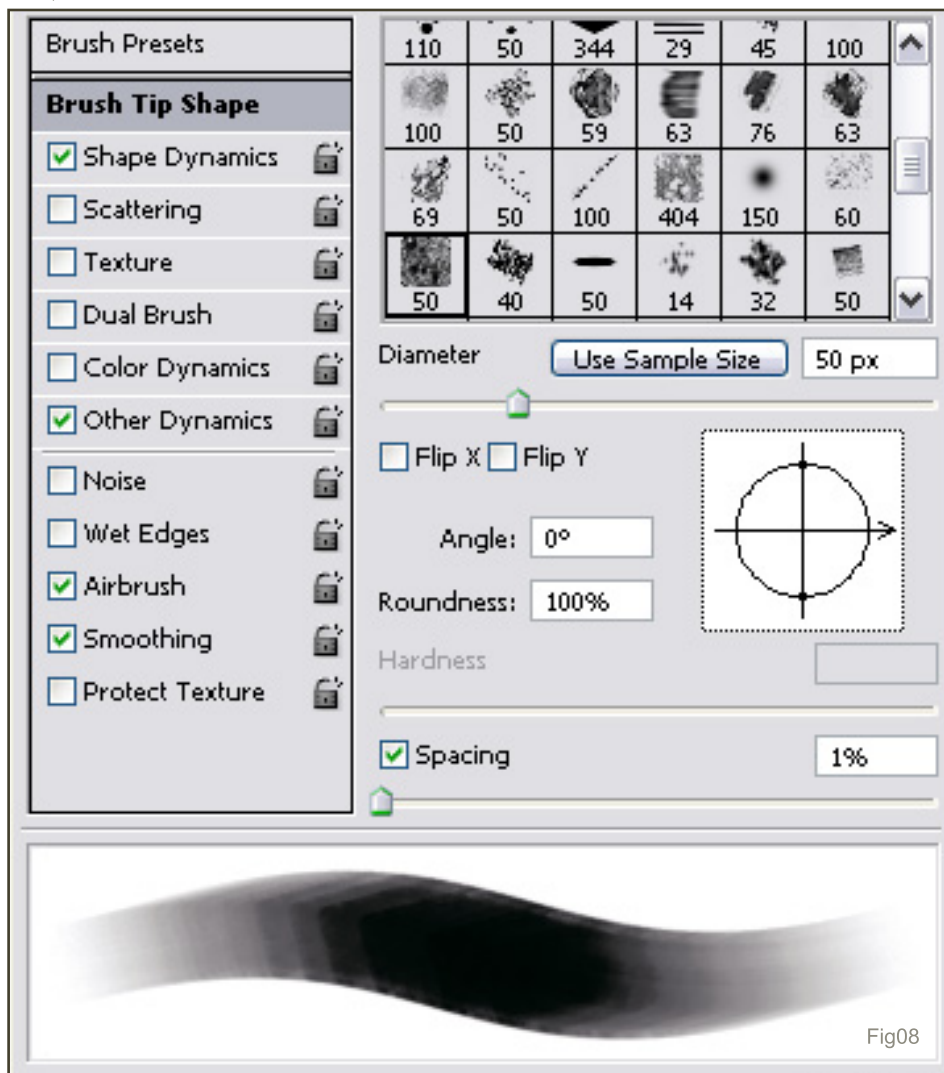 Brush Presets
Brush Tip Shape
Shape Dynamics
Scattering
Texture
Dual Brush
Color Dynamics
Other Dynamics
Noise
Wet Edges
Airbrush
Smoothing
Protect Texture
110 50 344 29 45 100
100 50 59 63 76 63
69 50 100 404 150 60
50 40 50 14 32 50
Diameter Use Sample Size 50 px
Flip X Flip Y
Angle: 0°
Roundness: 100%
Hardness
Spacing 1%
Fig08